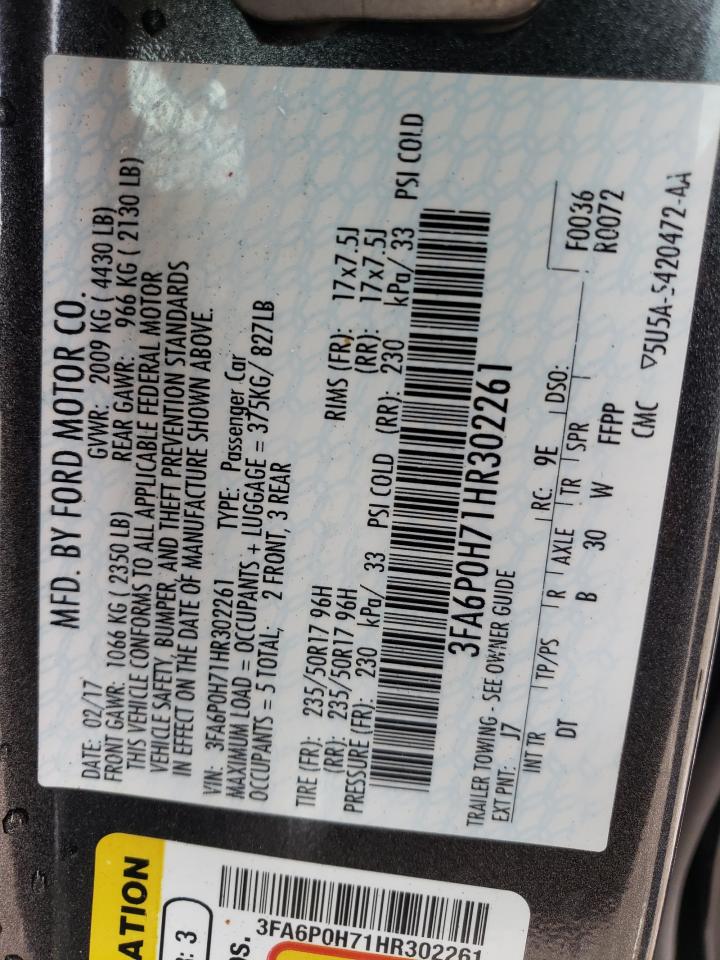 MFD. BY FORD MOTOR CO.
DATE: 02/17 GVWR: 2009 KG ( 4430 LB)
FRONT GAWR: 1066 KG ( 2350 LB) REAR GAWR: 966 KG ( 2130 LB)
THIS VEHICLE CONFORMS TO ALL APPLICABLE FEDERAL MOTOR
VEHICLE SAFETY, BUMPER, AND THEFT PREVENTION STANDARDS
IN EFFECT ON THE DATE OF MANUFACTURE SHOWN ABOVE.
VIN: 3FA6P0H71HR302261 TYPE: Passenger Car
MAXIMUM LOAD = OCCUPANTS + LUGGAGE = 375KG/ 827LB
OCCUPANTS = 5 TOTAL; 2 FRONT, 3 REAR
TIRE (FR): 235/50R17 96H RIMS (FR): 17x7.5J
(RR): 235/50R17 96H (RR): 17x7.5J
PRESSURE (FR): 230 kPa/ 33 PSI COLD (RR): 230 kPa/ 33 PSI COLD
3FA6P0H71HR302261
TRAILER TOWING - SEE OWNER GUIDE
EXT PNT: J7 RC: 9E DSO: F0036
R0072
INT TR TP/PS R AXLE TR SPR
DT B 30 W FFPP
CMC ▽5U5A-5420472-AA
ATION
: 3
os.
3FA6P0H71HR302261